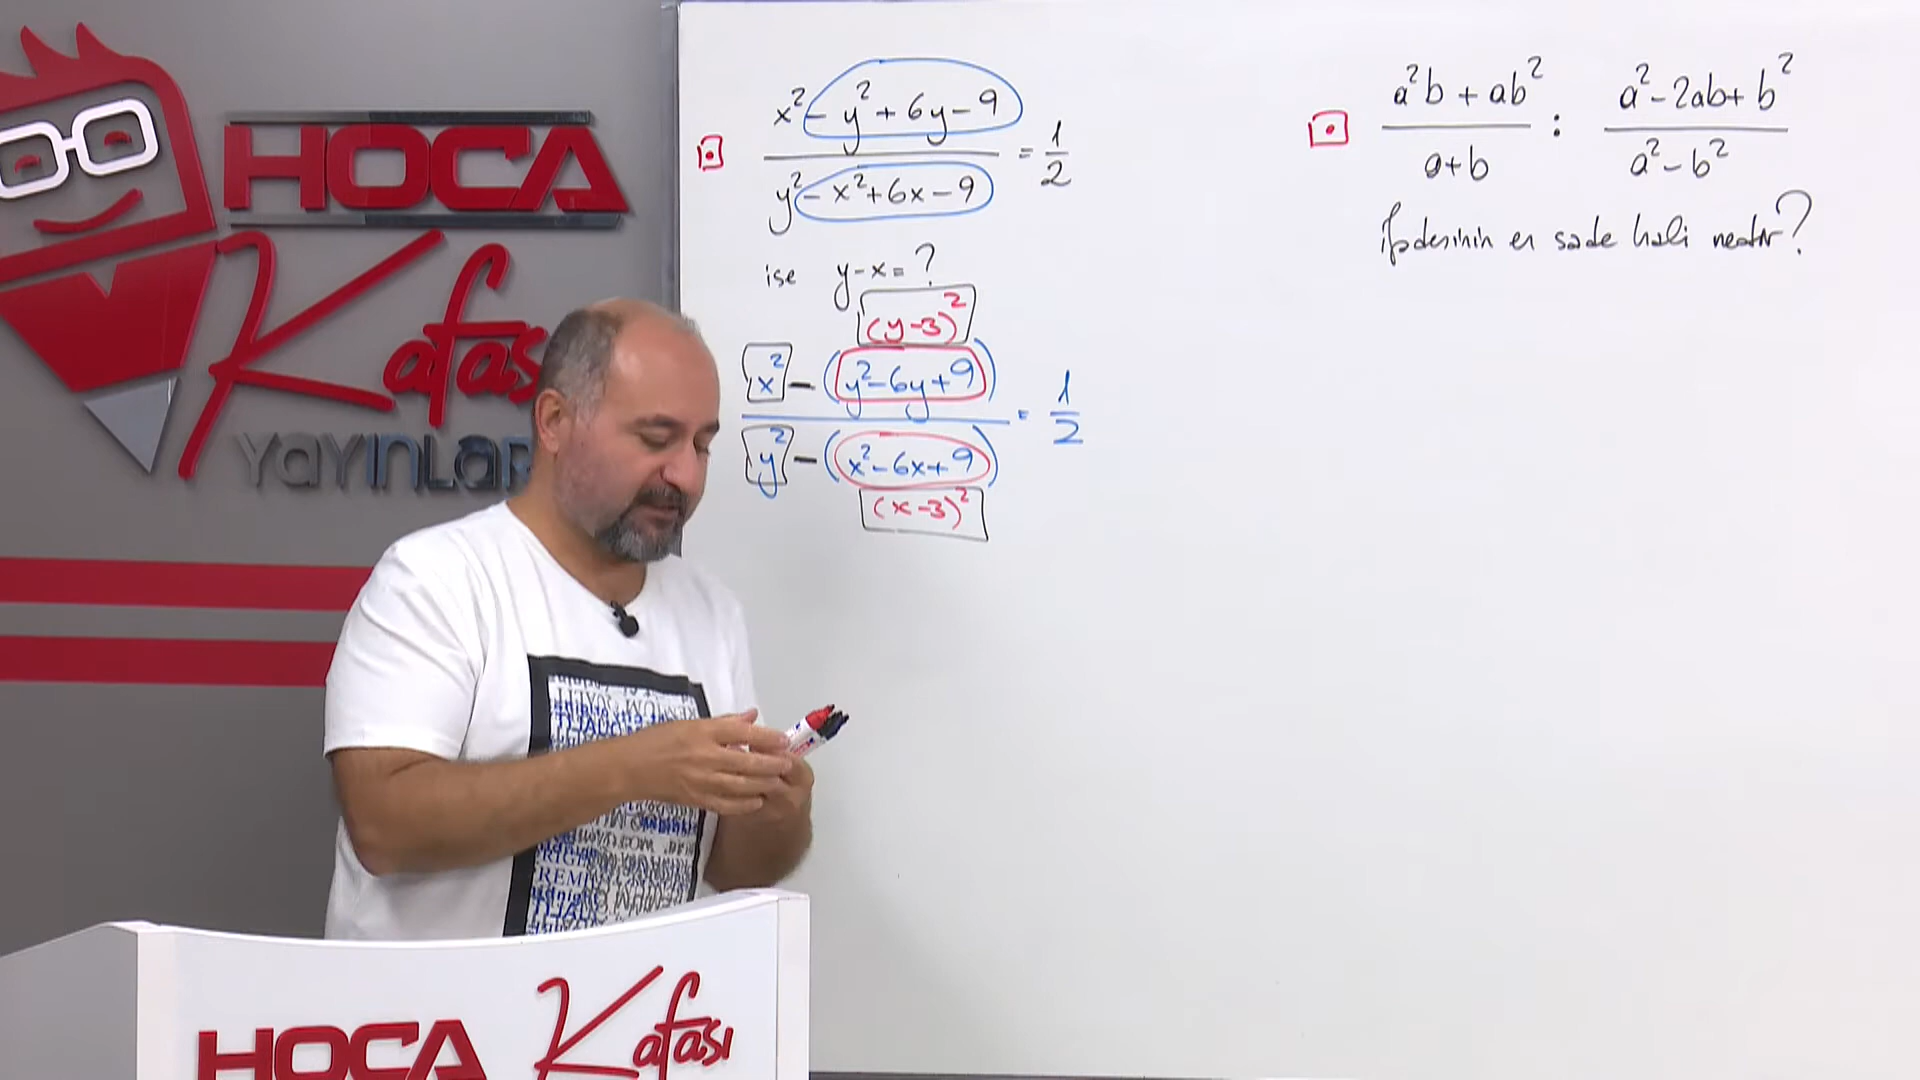 HOCA
Kafası
YAYINLAR
x² - y² + 6y - 9
y² - x² + 6x - 9
= 1/2
ise y - x = ?
(y-3)²
x² - (y² - 6y + 9)
y² - (x² - 6x + 9)
= 1/2
(x-3)²
a²b + ab²
a+b
:
a² - 2ab + b²
a² - b²
ifadesinin en sade hali nedir?
HOCA Kafası